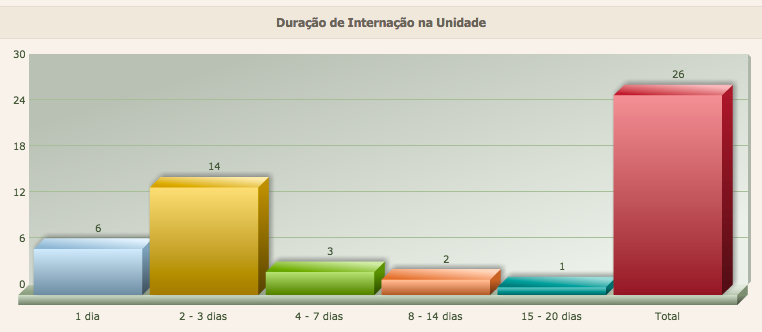 Duração de Internação na Unidade
30
24
18
12
6
0
6
14
3
2
1
26
1 dia
2 - 3 dias
4 - 7 dias
8 - 14 dias
15 - 20 dias
Total